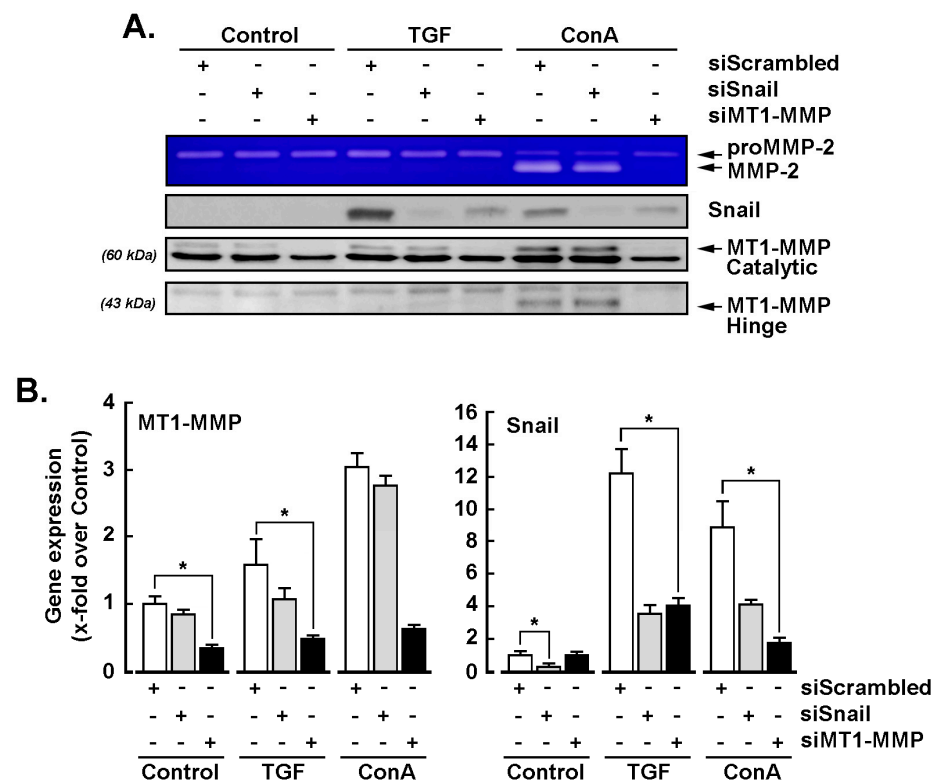 A.
Control TGF ConA
+ - - + - - + - - siScrambled
- + - - + - - + - siSnail
- - + - - + - - + siMT1-MMP
proMMP-2
MMP-2
Snail
(60 kDa) MT1-MMP
Catalytic
(43 kDa) MT1-MMP
Hinge
B.
Gene expression
(x-fold over Control)
MT1-MMP
4
3
2
1
0
* *
Snail
16
14
12
10
8
6
4
2
0
* * *
+ - - + - - + - - + - - + - - + - - siScrambled
- + - - + - - + - - + - - + - - + - siSnail
- - + - - + - - + - - + - - + - - + siMT1-MMP
Control TGF ConA Control TGF ConA